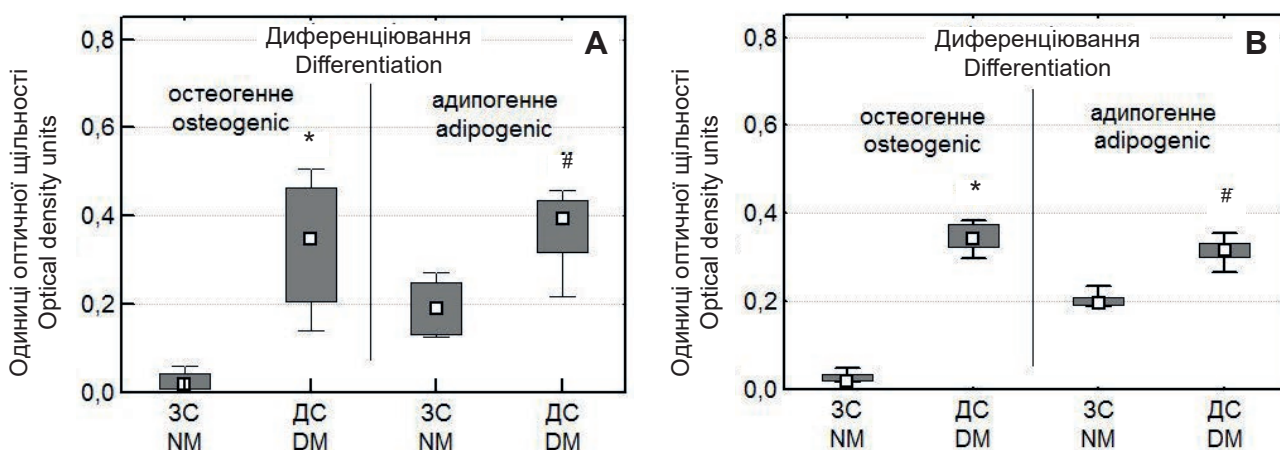 Одиниці оптичної щільності
Optical density units
0,8
0,6
0,4
0,2
0,0
Диференціювання
Differentiation
A
остеогенне
osteogenic
адипогенне
adipogenic
*
#
ЗС
NM
ДС
DM
ЗС
NM
ДС
DM
Одиниці оптичної щільності
Optical density units
0,8
0,6
0,4
0,2
0,0
Диференціювання
Differentiation
B
остеогенне
osteogenic
адипогенне
adipogenic
*
#
ЗС
NM
ДС
DM
ЗС
NM
ДС
DM